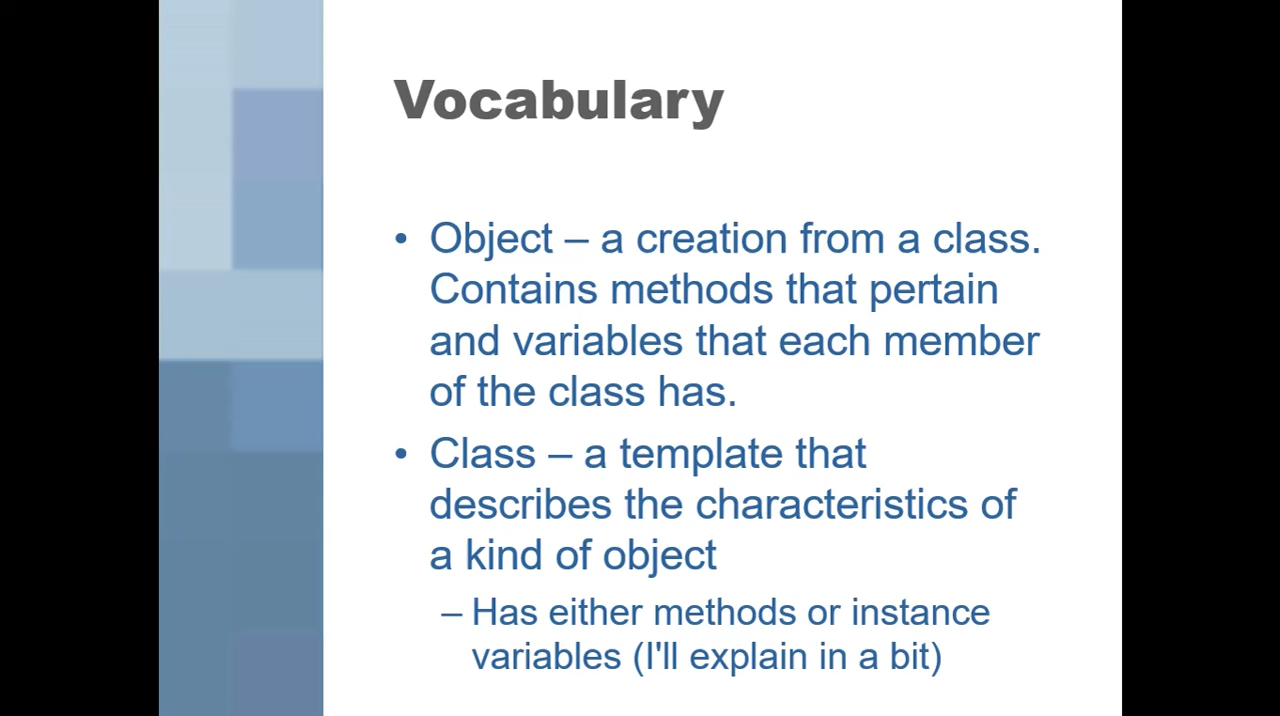 Vocabulary
• Object – a creation from a class.
Contains methods that pertain
and variables that each member
of the class has.
• Class – a template that
describes the characteristics of
a kind of object
– Has either methods or instance
variables (I'll explain in a bit)